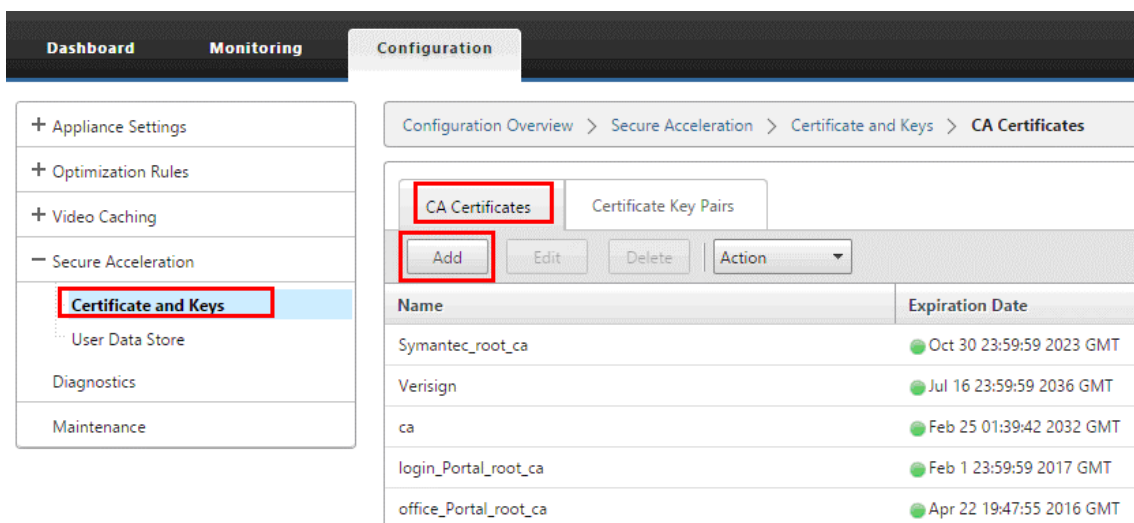 Dashboard Monitoring Configuration
+ Appliance Settings
+ Optimization Rules
+ Video Caching
− Secure Acceleration
Certificate and Keys
User Data Store
Diagnostics
Maintenance
Configuration Overview > Secure Acceleration > Certificate and Keys > CA Certificates
CA Certificates Certificate Key Pairs
Add Edit Delete Action
Name Expiration Date
Symantec_root_ca Oct 30 23:59:59 2023 GMT
Verisign Jul 16 23:59:59 2036 GMT
ca Feb 25 01:39:42 2032 GMT
login_Portal_root_ca Feb 1 23:59:59 2017 GMT
office_Portal_root_ca Apr 22 19:47:55 2016 GMT